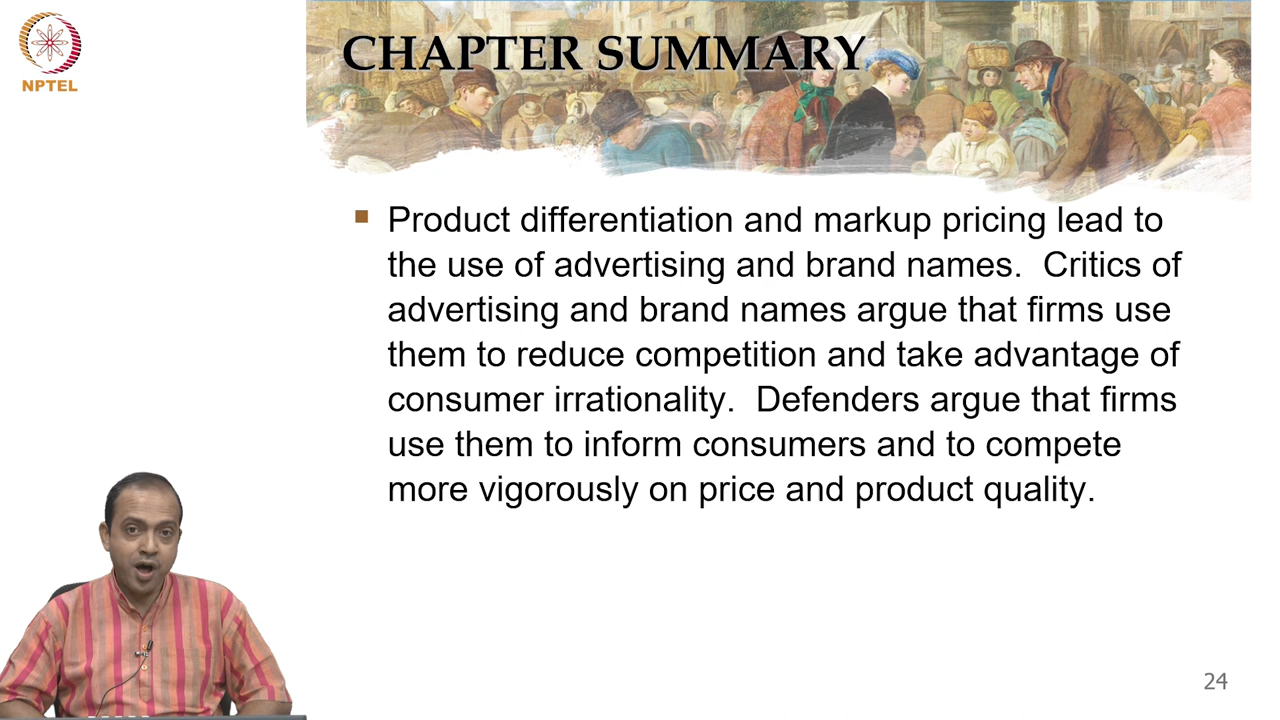 NPTEL
CHAPTER SUMMARY
Product differentiation and markup pricing lead to
the use of advertising and brand names.  Critics of
advertising and brand names argue that firms use
them to reduce competition and take advantage of
consumer irrationality.  Defenders argue that firms
use them to inform consumers and to compete
more vigorously on price and product quality.
24